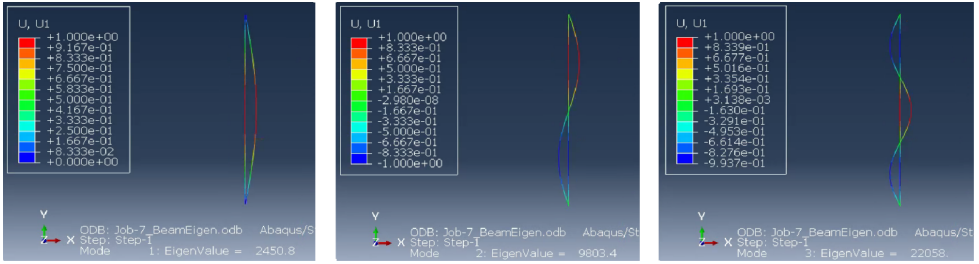 U, U1
+1.000e+00
+9.167e-01
+8.333e-01
+7.500e-01
+6.667e-01
+5.833e-01
+5.000e-01
+4.167e-01
+3.333e-01
+2.500e-01
+1.667e-01
+8.333e-02
+0.000e+00
Y
Z X
ODB: Job-7_BeamEigen.odb Abaqus/S
Step: Step-1
Mode 1: EigenValue = 2450.8
U, U1
+1.000e+00
+8.333e-01
+6.667e-01
+5.000e-01
+3.333e-01
+1.667e-01
-2.980e-08
-1.667e-01
-3.333e-01
-5.000e-01
-6.667e-01
-8.333e-01
-1.000e+00
Y
Z X
ODB: Job-7_BeamEigen.odb Abaqus/St
Step: Step-1
Mode 2: EigenValue = 9803.4
U, U1
+1.000e+00
+8.339e-01
+6.677e-01
+5.016e-01
+3.354e-01
+1.693e-01
+3.138e-03
-1.630e-01
-3.291e-01
-4.953e-01
-6.614e-01
-8.276e-01
-9.937e-01
Y
Z X
ODB: Job-7_BeamEigen.odb Abaqus/St
Step: Step-1
Mode 3: EigenValue = 22058.